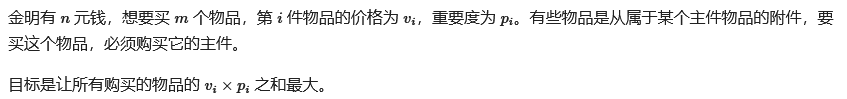 金明有 n 元钱，想要买 m 个物品，第 i 件物品的价格为 vᵢ，重要度为 pᵢ。有些物品是从属于某个主件物品的附件，要
买这个物品，必须购买它的主件。
目标是让所有购买的物品的 vᵢ × pᵢ 之和最大。